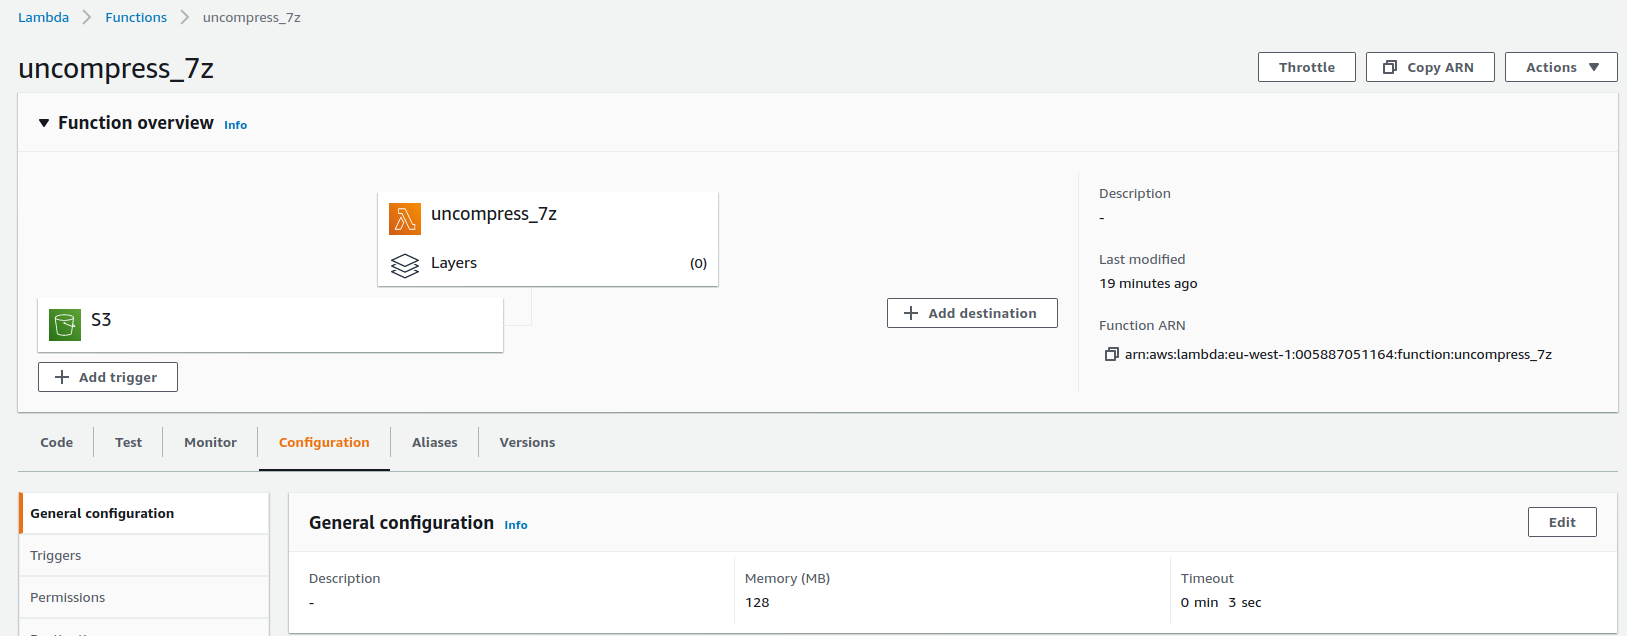 Lambda > Functions > uncompress_7z
uncompress_7z
Throttle Copy ARN Actions
Function overview Info
uncompress_7z
Layers (0)
S3
Add trigger
Add destination
Description
-
Last modified
19 minutes ago
Function ARN
arn:aws:lambda:eu-west-1:005887051164:function:uncompress_7z
Code Test Monitor Configuration Aliases Versions
General configuration
Triggers
Permissions
General configuration Info
Edit
Description
-
Memory (MB)
128
Timeout
0 min 3 sec